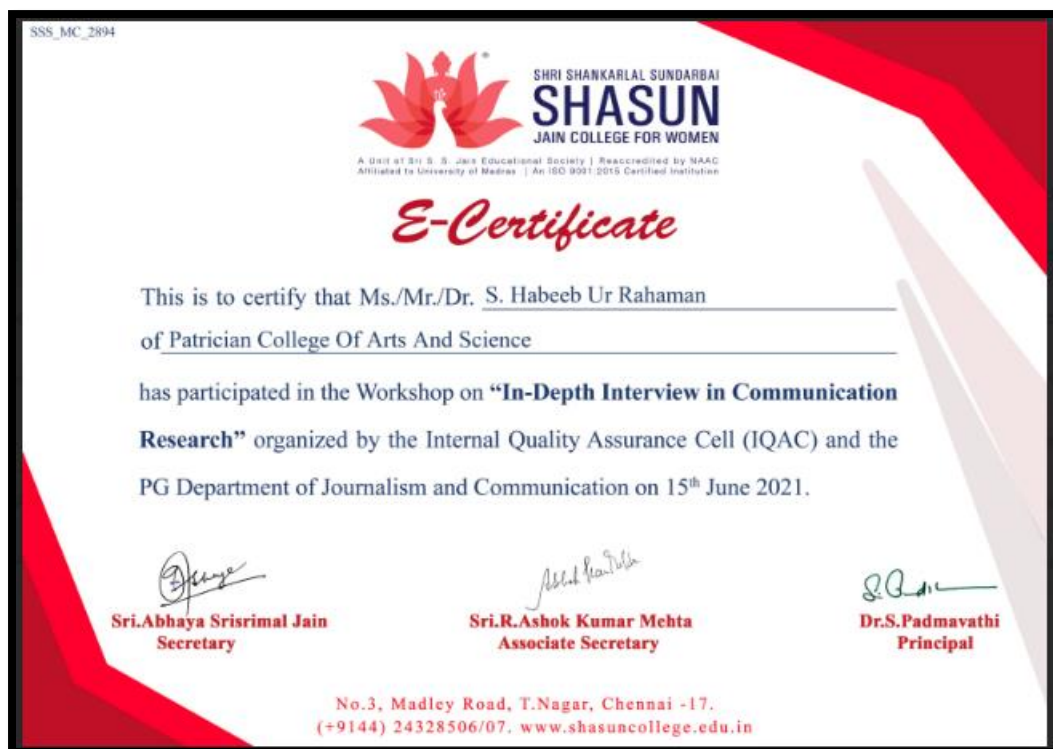 SSS_MC_2894
SHRI SHANKARLAL SUNDARBAI
SHASUN
JAIN COLLEGE FOR WOMEN
A Unit of Sri S. S. Jain Educational Society | Reaccredited by NAAC
Affiliated to University of Madras | An ISO 9001:2015 Certified Institution
E-Certificate
This is to certify that Ms./Mr./Dr. S. Habeeb Ur Rahaman
of Patrician College Of Arts And Science
has participated in the Workshop on “In-Depth Interview in Communication
Research” organized by the Internal Quality Assurance Cell (IQAC) and the
PG Department of Journalism and Communication on 15th June 2021.
Sri.Abhaya Srisrimal Jain Sri.R.Ashok Kumar Mehta Dr.S.Padmavathi
Secretary Associate Secretary Principal
No.3, Madley Road, T.Nagar, Chennai -17.
(+9144) 24328506/07. www.shasuncollege.edu.in